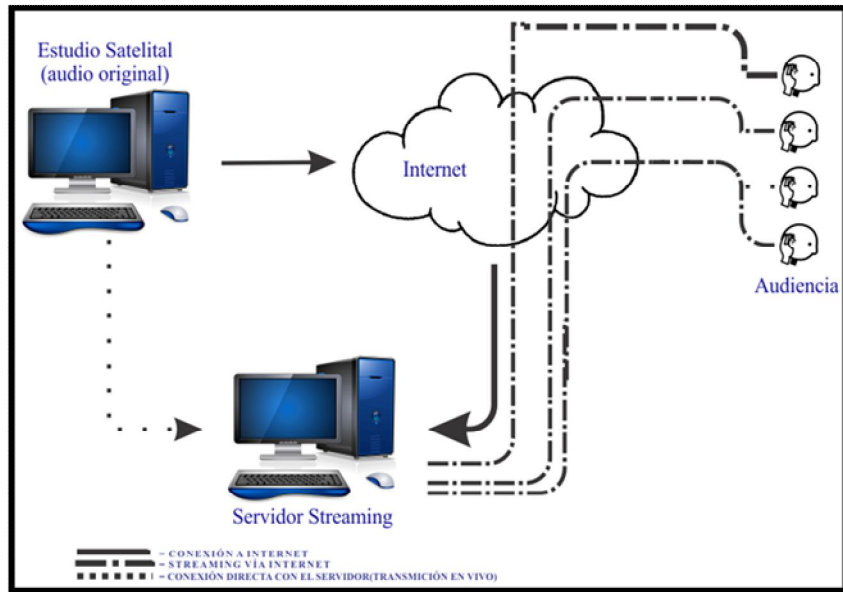 Estudio Satelital
(audio original)
Internet
Audiencia
Servidor Streaming
= CONEXIÓN A INTERNET
= STREAMING VÌA INTERNET
= CONEXIÓN DIRECTA CON EL SERVIDOR(TRANSMICIÓN EN VIVO)